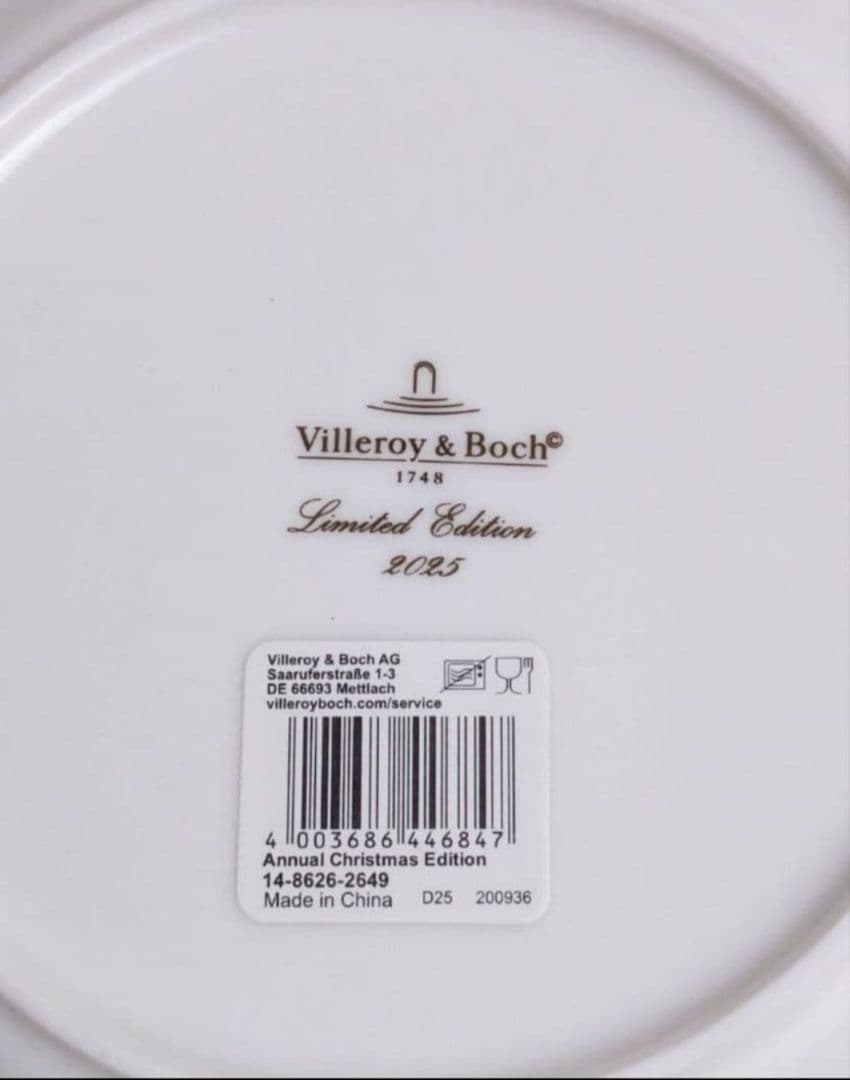 Villeroy & Boch©
1748
Limited Edition
2025
Villeroy & Boch AG
Saaruferstraße 1-3
DE 66693 Mettlach
villeroyboch.com/service
4 003686 446847
Annual Christmas Edition
14-8626-2649
Made in China D25 200936